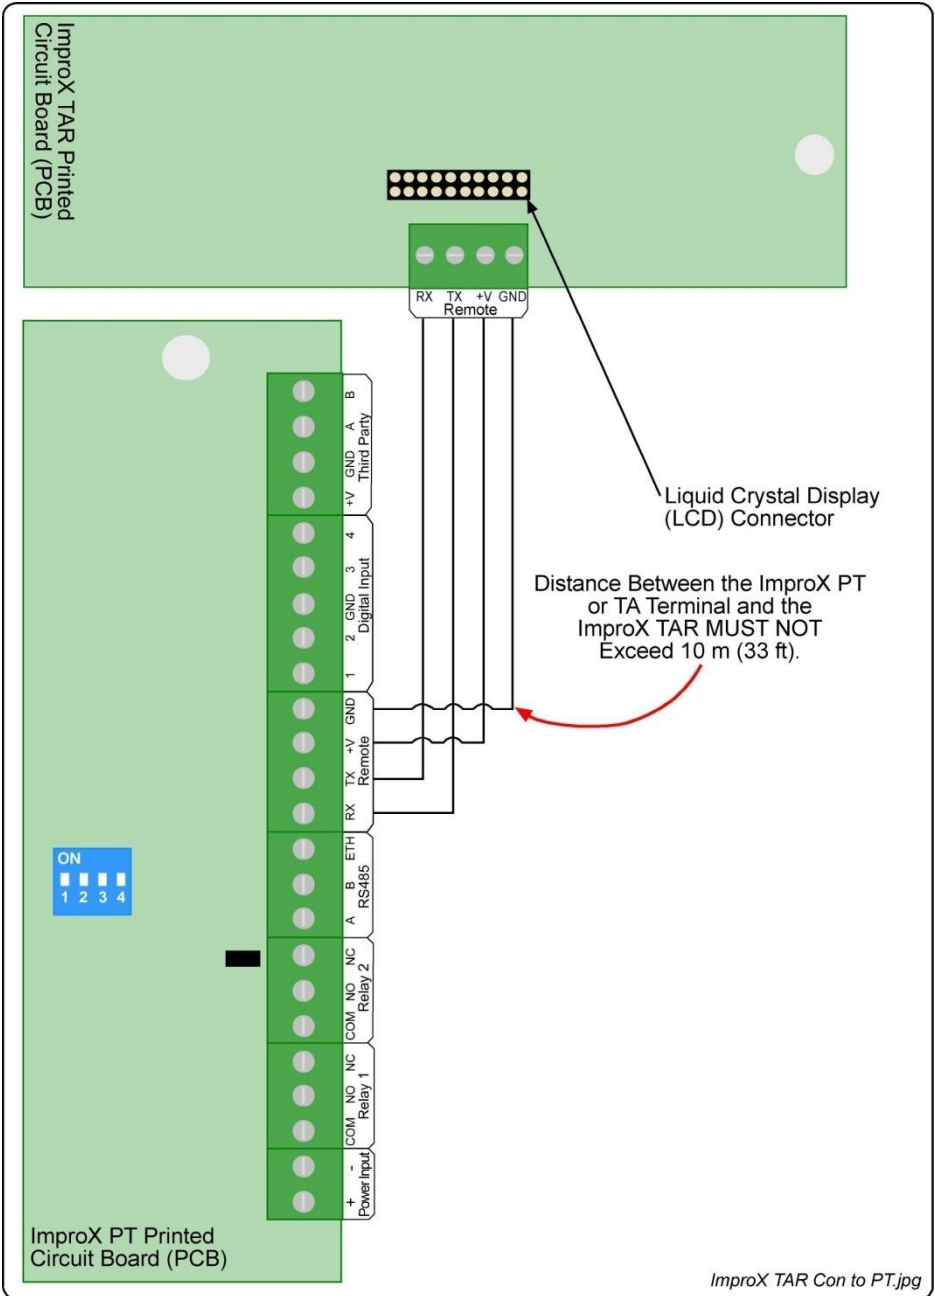 ImproX TAR Printed
Circuit Board (PCB)
RX TX +V GND
Remote
B
A
GND
+V
Third Party
4
3
GND
2
1
Digital Input
GND
+V
TX
RX
Remote
ETH
B
A
RS485
NC
NO
COM
Relay 2
NC
NO
COM
Relay 1
-
+
Power Input
Liquid Crystal Display
(LCD) Connector
Distance Between the ImproX PT
or TA Terminal and the
ImproX TAR MUST NOT
Exceed 10 m (33 ft).
ON
1 2 3 4
ImproX PT Printed
Circuit Board (PCB)
ImproX TAR Con to PT.jpg